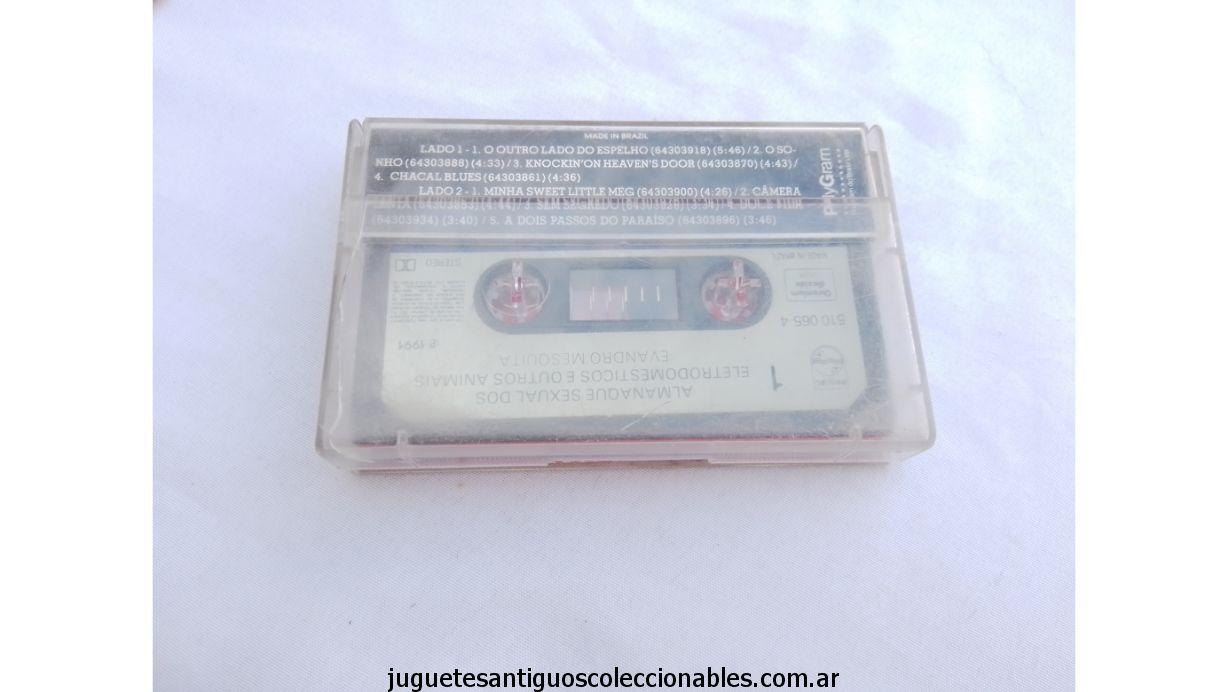 MADE IN BRAZIL
LADO 1 - 1. O OUTRO LADO DO ESPELHO (64303918) (5:46) / 2. O SO-
NHO (64303888) (4:33) / 3. KNOCKIN'ON HEAVEN'S DOOR (64303870) (4:43) /
4. CHACAL BLUES (64303861) (4:36)
LADO 2 - 1. MINHA SWEET LITTLE MEG (64303900) (4:26) / 2. CÂMERA
(64303934) (3:40) / 5. A DOIS PASSOS DO PARAÍSO (64303896) (3:46)
PolyGram
ALMANAQUE SEXUAL DOS
1 ELETRODOMÉSTICOS E OUTROS ANIMAIS
EVANDRO MESQUITA
℗ 1991
510 065-4
MADE IN BRAZIL
STEREO
juguetesantiguoscoleccionables.com.ar